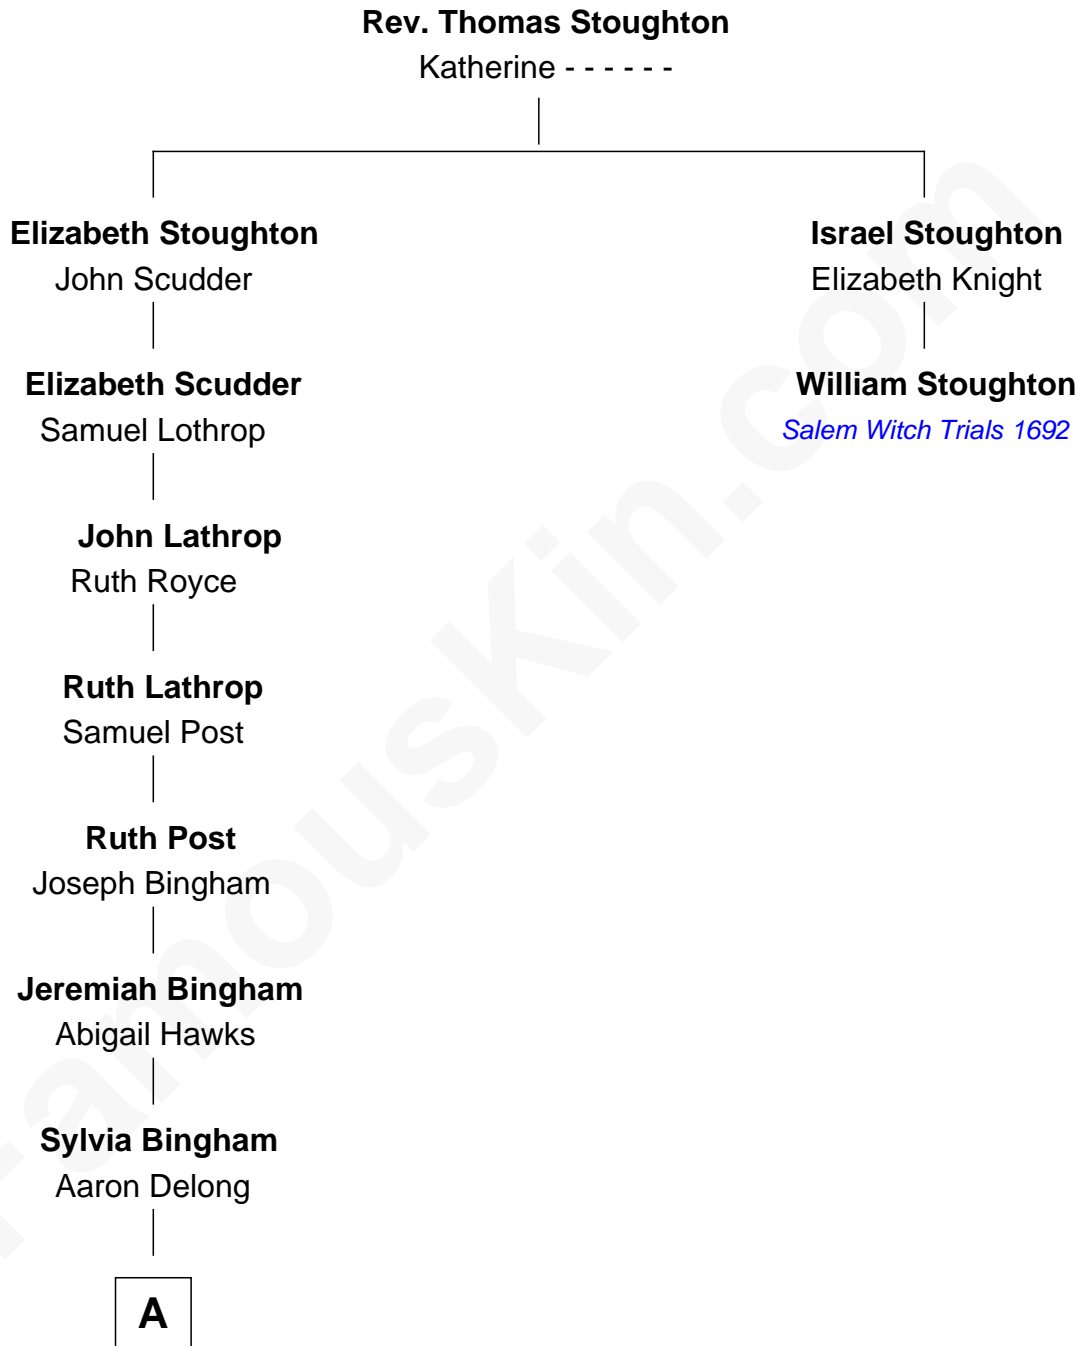 Rev. Thomas Stoughton
Katherine - - - - - -
Elizabeth Stoughton
John Scudder
Israel Stoughton
Elizabeth Knight
Elizabeth Scudder
Samuel Lothrop
William Stoughton
Salem Witch Trials 1692
John Lathrop
Ruth Royce
Ruth Lathrop
Samuel Post
Ruth Post
Joseph Bingham
Jeremiah Bingham
Abigail Hawks
Sylvia Bingham
Aaron Delong
A
FamousKin.com